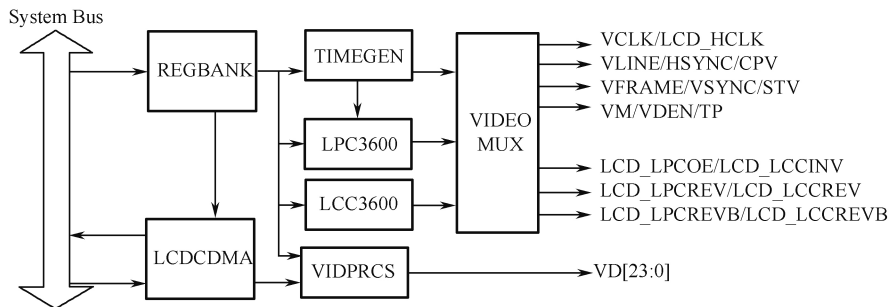 System Bus
REGBANK
TIMEGEN
LPC3600
LCC3600
LCDCDMA
VIDPRCS
VIDEO
MUX
VCLK/LCD_HCLK
VLINE/HSYNC/CPV
VFRAME/VSYNC/STV
VM/VDEN/TP
LCD_LPCOE/LCD_LCCINV
LCD_LPCREV/LCD_LCCREV
LCD_LPCREVB/LCD_LCCREVB
VD[23:0]